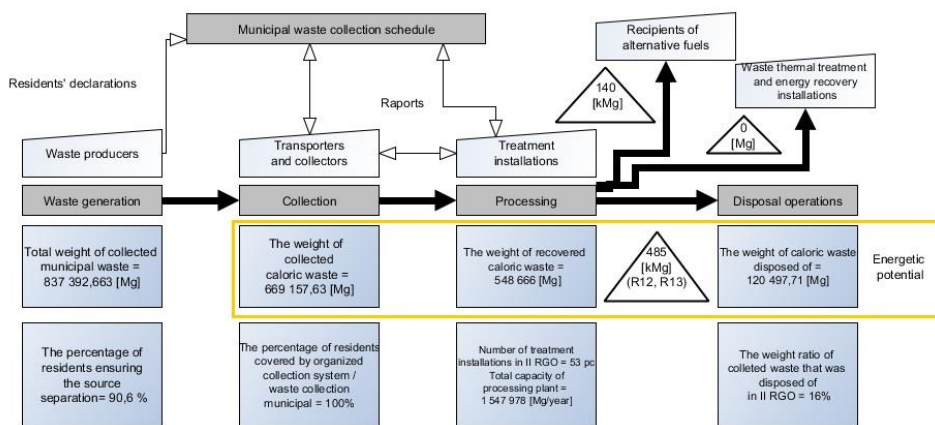 Municipal waste collection schedule
Recipients of
alternative fuels
Waste thermal treatment
and energy recovery
installations
Residents' declarations
Raports
140
[kMg]
0
[Mg]
Waste producers
Transporters
and collectors
Treatment
installations
Waste generation
Collection
Processing
Disposal operations
Total weight of collected
municipal waste =
837 392,663 [Mg]
The weight of
collected
caloric waste =
669 157,63 [Mg]
The weight of recovered
caloric waste =
548 666 [Mg]
485
[kMg]
(R12, R13)
The weight of caloric waste
disposed of =
120 497,71 [Mg]
Energetic
potential
The percentage of
residents ensuring
the source
separation= 90,6 %
The percentage of residents
covered by organized
collection system /
waste collection
municipal = 100%
Number of treatment
installations in II RGO = 53 pc
Total capacity of
processing plant =
1 547 978 [Mg/year]
The weight ratio of
colleted waste that was
disposed of
in II RGO = 16%